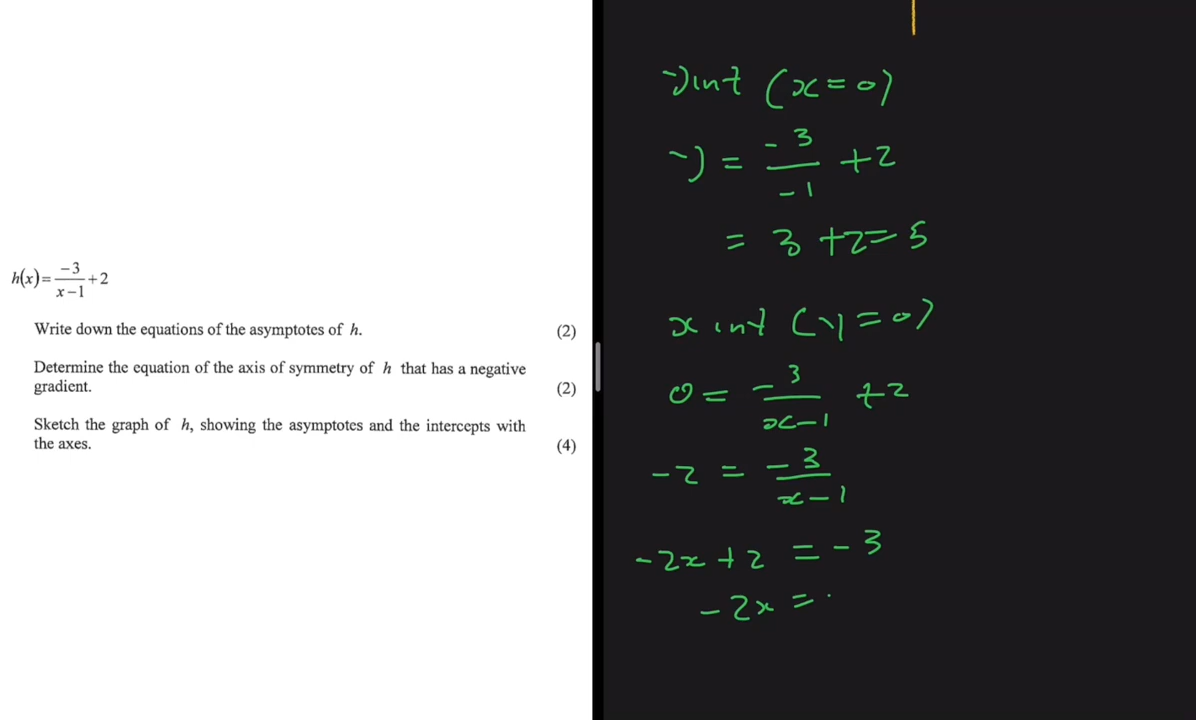 h(x) = -3/(x-1) + 2
Write down the equations of the asymptotes of h. (2)
Determine the equation of the axis of symmetry of h that has a negative
gradient. (2)
Sketch the graph of h, showing the asymptotes and the intercepts with
the axes. (4)
y int (x=0)
y = -3/-1 + 2
= 3 + 2 = 5
x int (y=0)
0 = -3/(x-1) + 2
-2 = -3/(x-1)
-2x + 2 = -3
-2x =